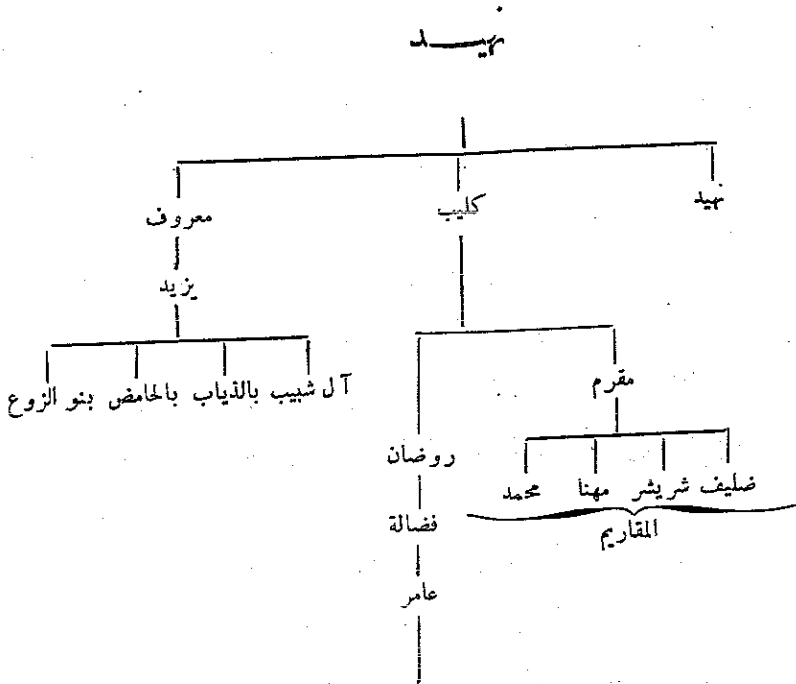 نهيد
نهيد
كليب
معروف
يزيد
مقرم
آل شبيب بالذياب بالحامض بنو الزوع
روضان
ضليف شريشر مهنا محمد
فضالة
المقاريم
عامر